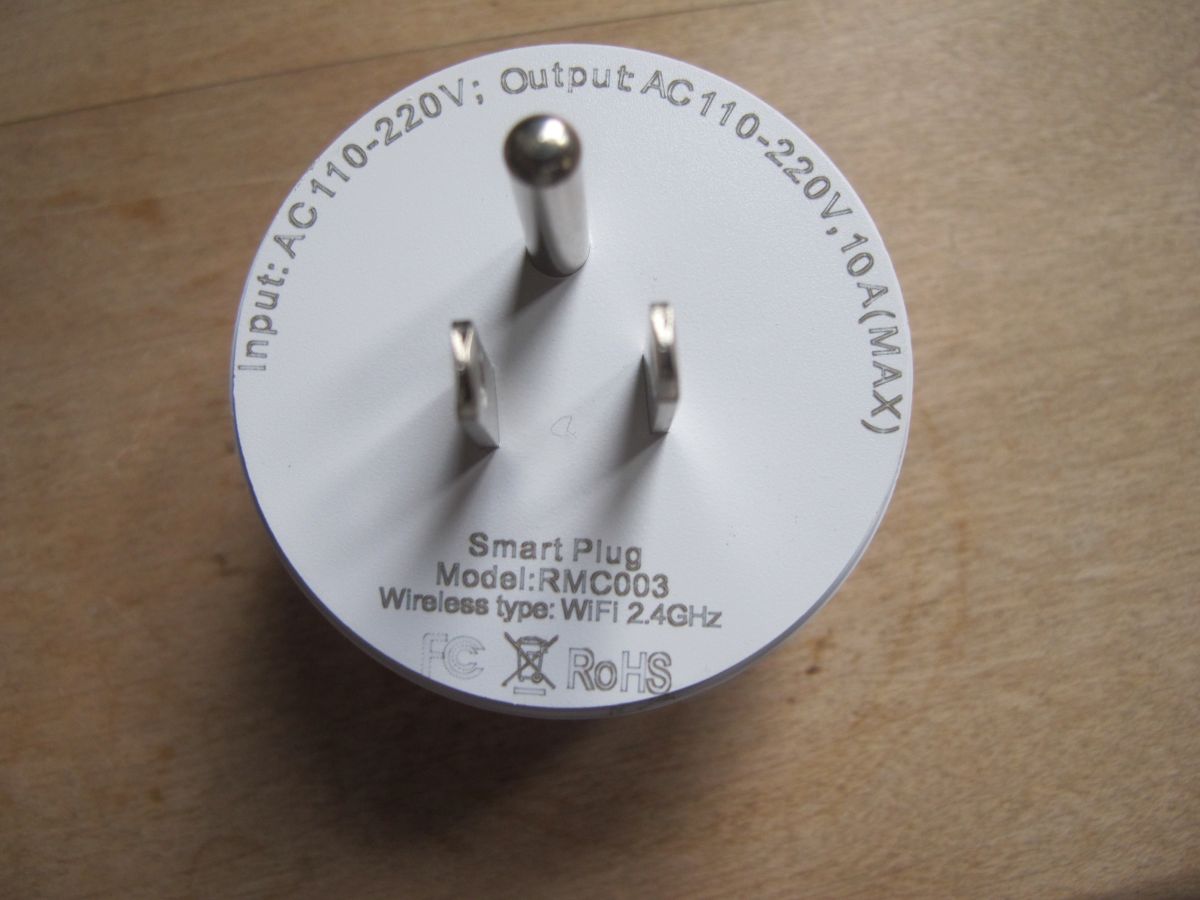 Input: AC110-220V; Output: AC110-220V,10A(MAX)
Smart Plug
Model:RMC003
Wireless type: WiFi 2.4GHz
FC RoHS